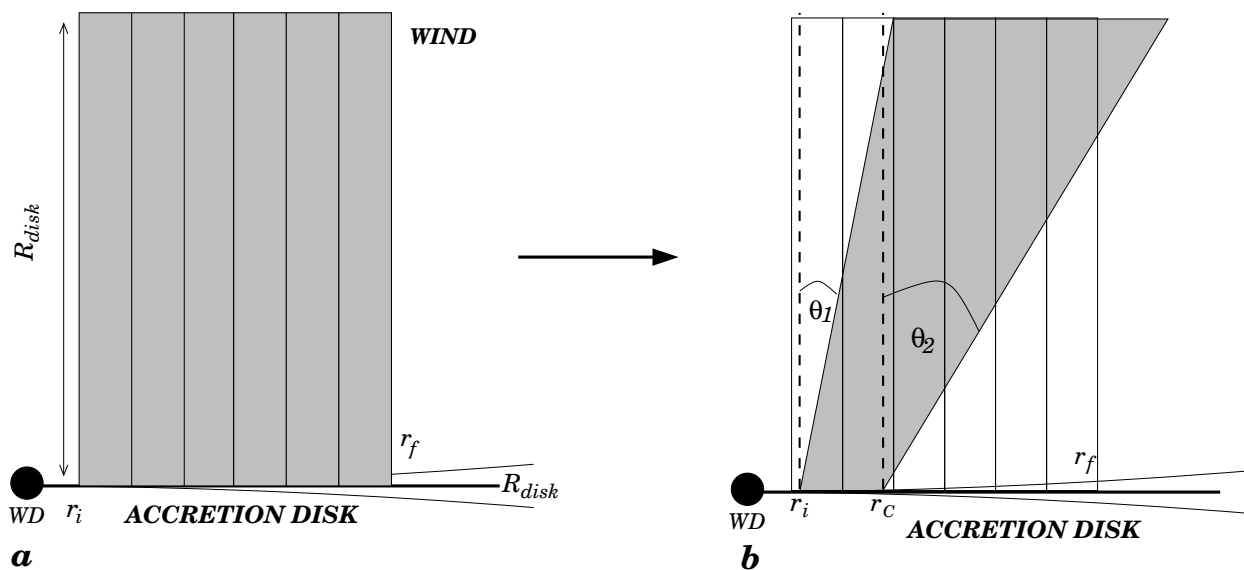 WIND
R_disk
r_f
R_disk
WD
r_i
ACCRETION DISK
a
θ1
θ2
r_f
WD
r_i
r_C
ACCRETION DISK
b